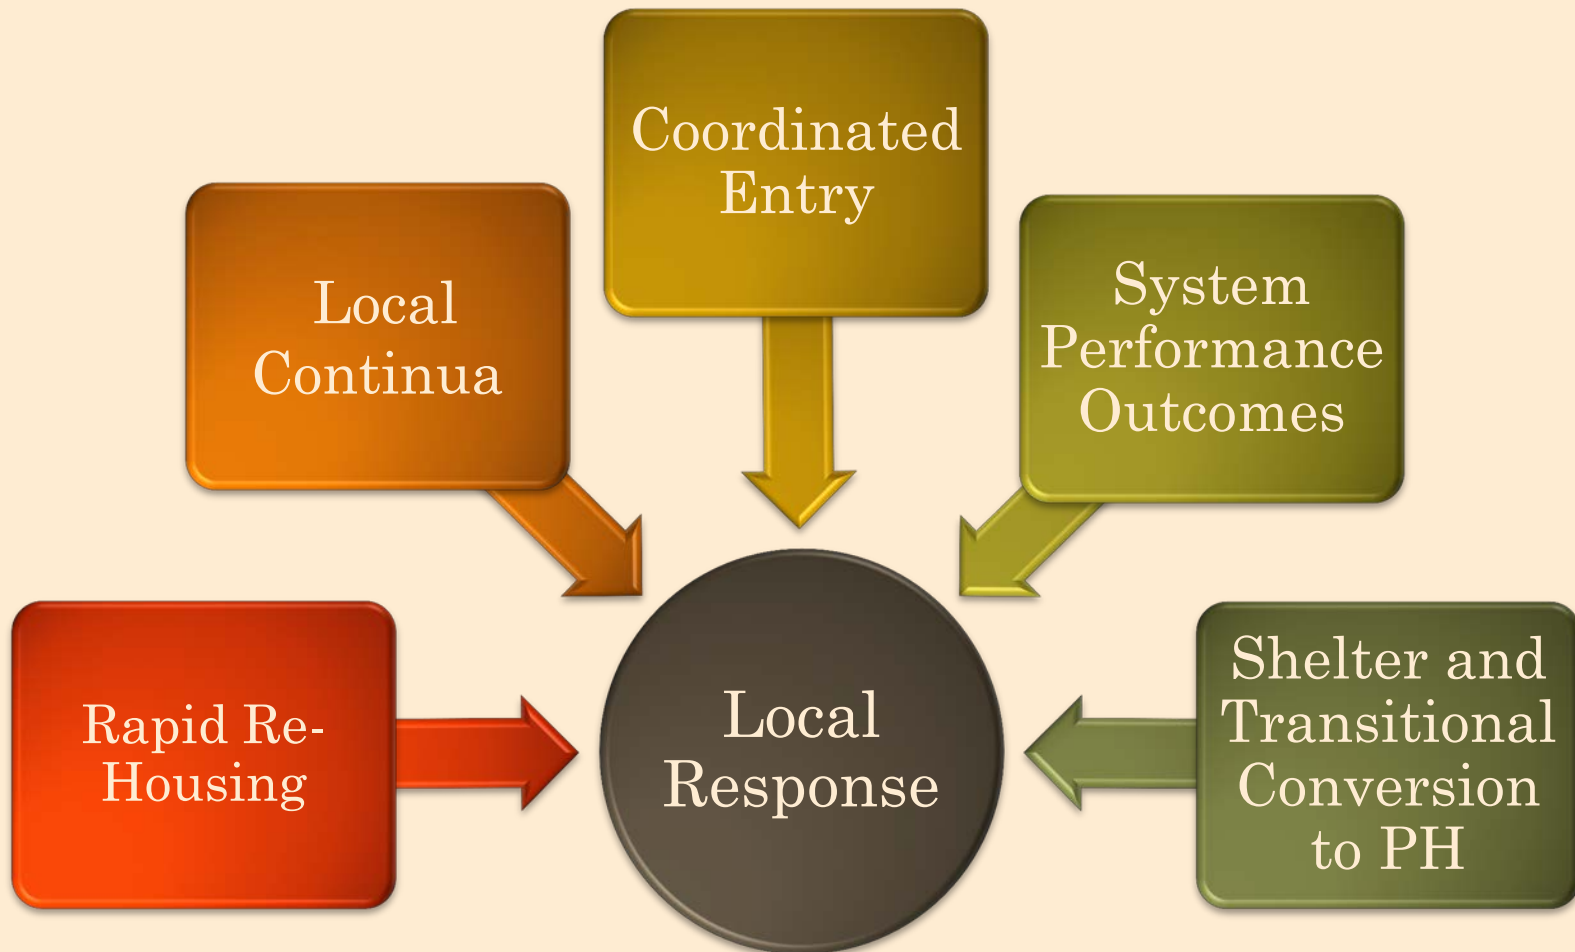 Coordinated
Entry
Local
Continua
System
Performance
Outcomes
Rapid Re-
Housing
Local
Response
Shelter and
Transitional
Conversion
to PH